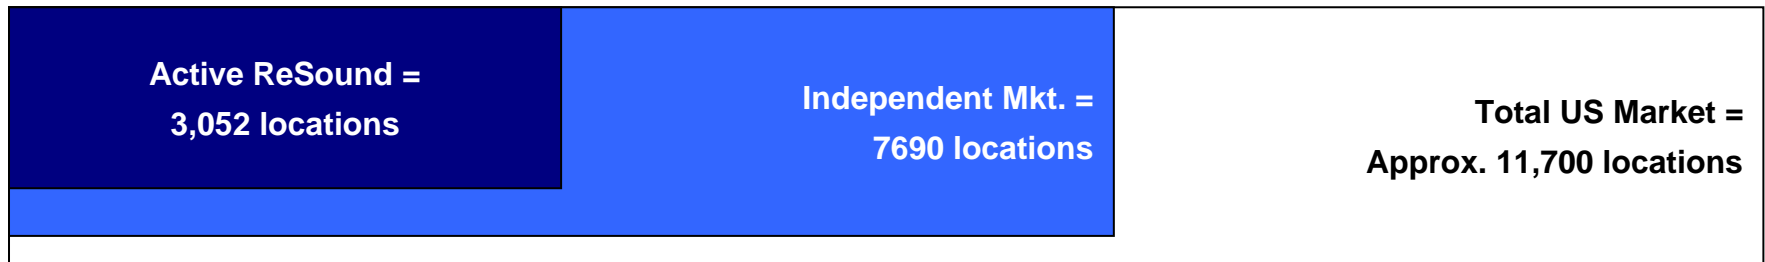 Active ReSound =
3,052 locations
Independent Mkt. =
7690 locations
Total US Market =
Approx. 11,700 locations